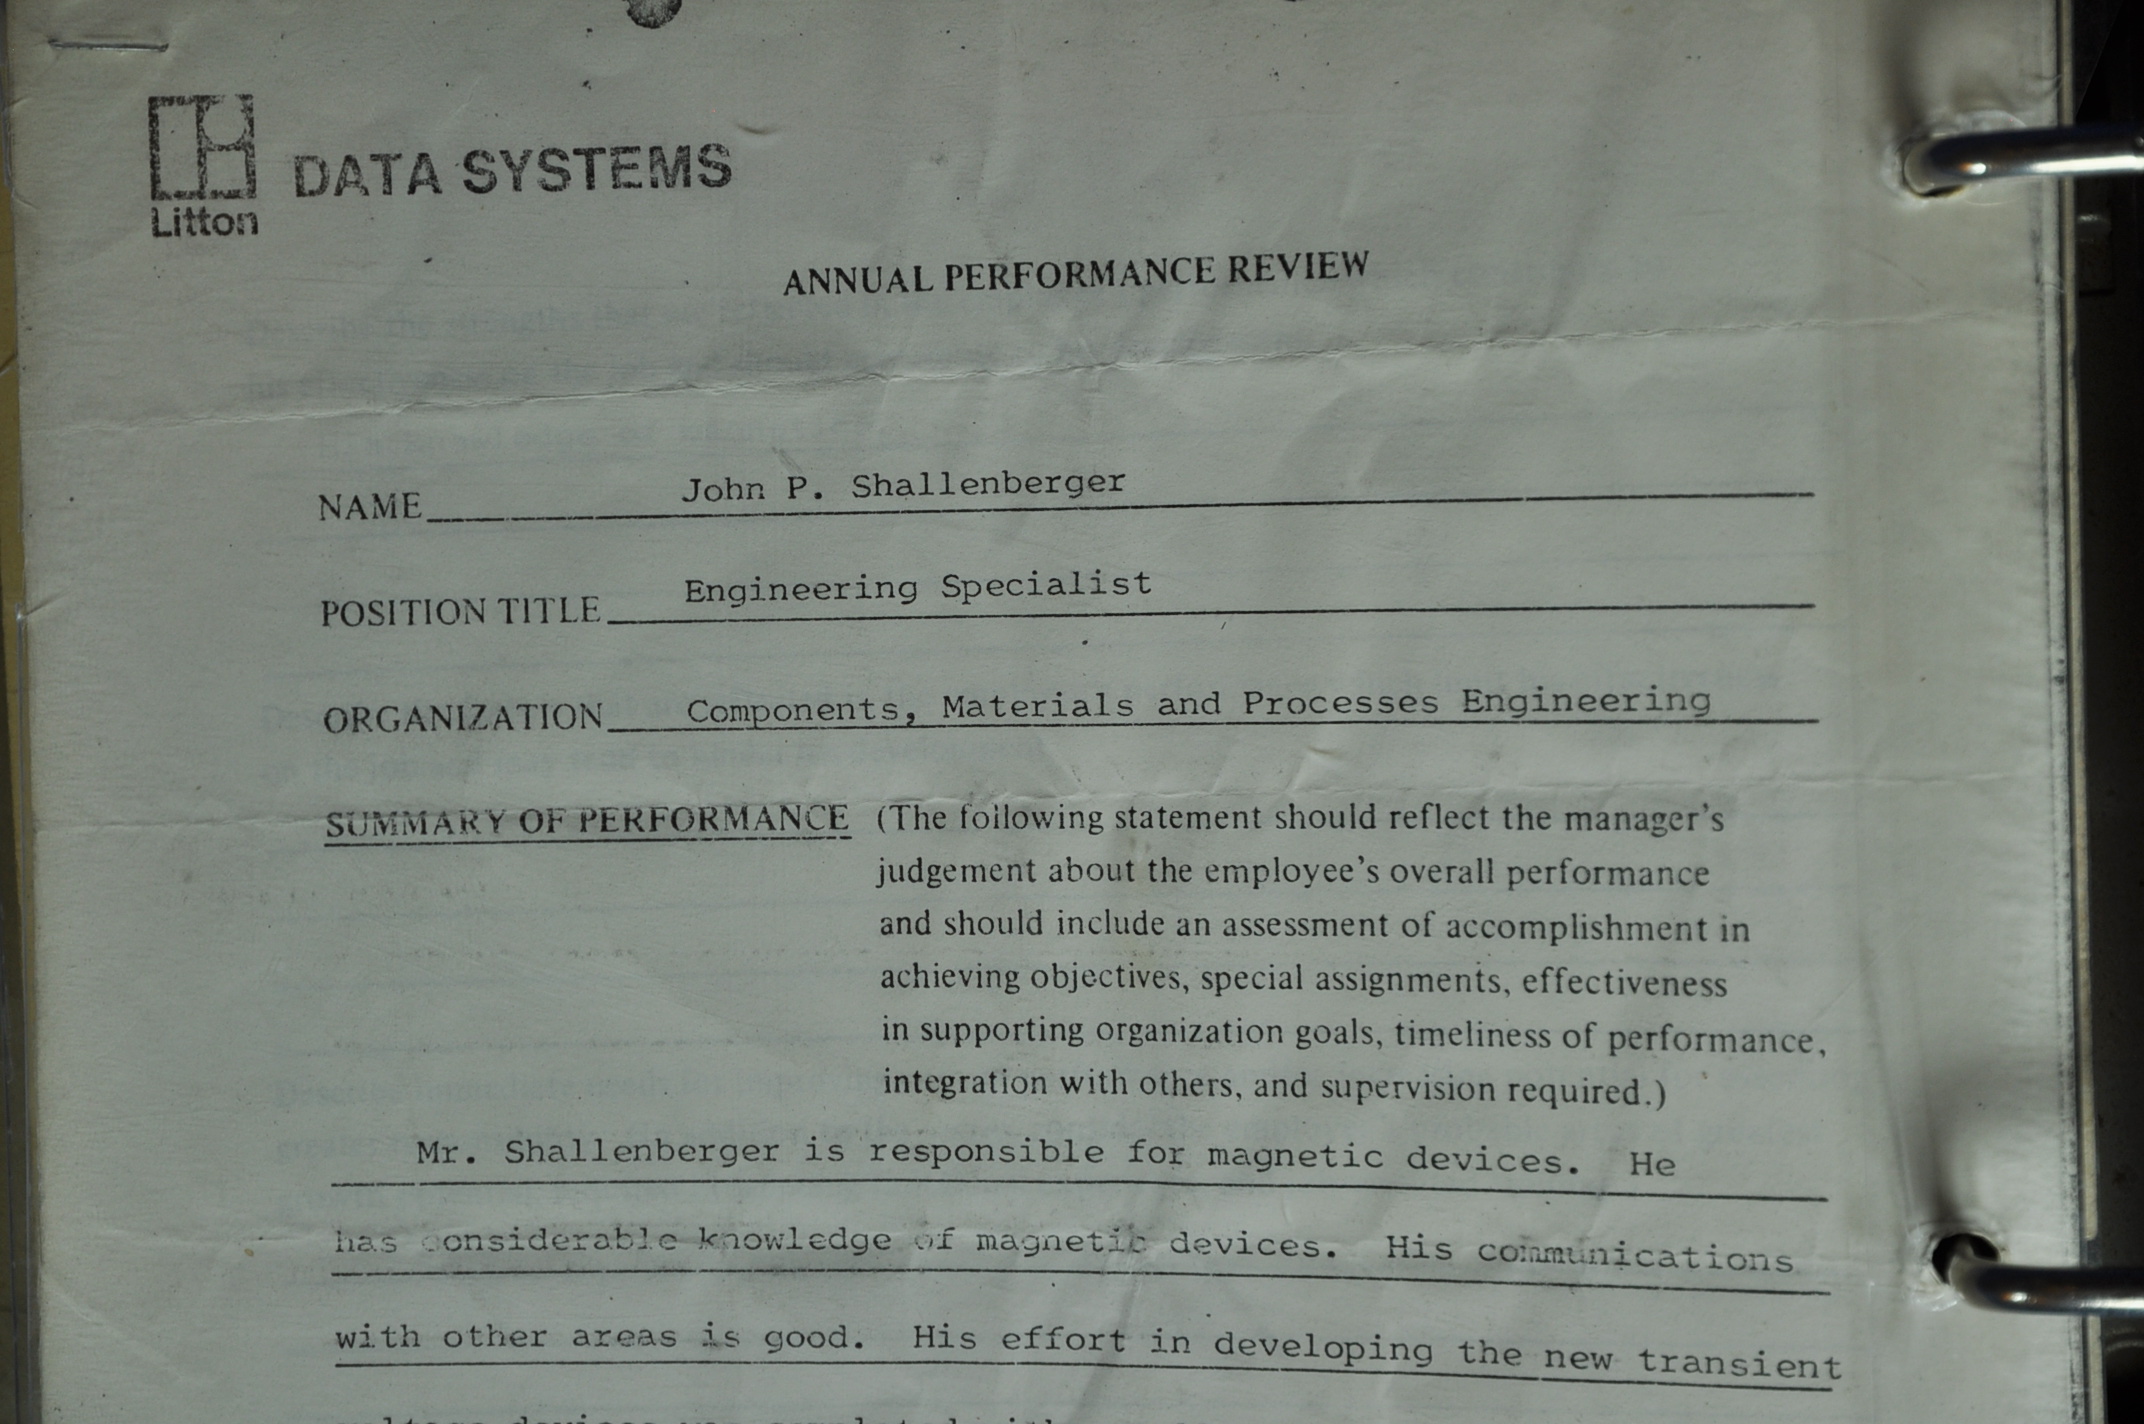 Litton
DATA SYSTEMS
ANNUAL PERFORMANCE REVIEW
NAME John P. Shallenberger
POSITION TITLE Engineering Specialist
ORGANIZATION Components, Materials and Processes Engineering
SUMMARY OF PERFORMANCE (The following statement should reflect the manager's
judgement about the employee's overall performance
and should include an assessment of accomplishment in
achieving objectives, special assignments, effectiveness
in supporting organization goals, timeliness of performance,
integration with others, and supervision required.)
Mr. Shallenberger is responsible for magnetic devices. He
has considerable knowledge of magnetic devices. His communications
with other areas is good. His effort in developing the new transient